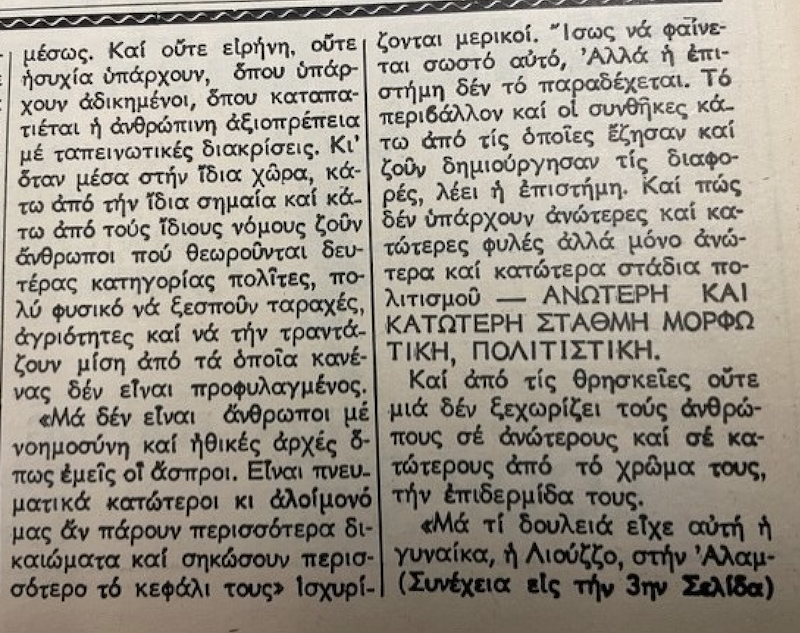 μέσως. Καί οὔτε εἰρήνη, οὔτε
ἡσυχία ὑπάρχουν, ὅπου ὑπάρ-
χουν ἀδικημένοι, ὅπου καταπα-
τιέται ἡ ἀνθρώπινη ἀξιοπρέπεια
μέ ταπεινωτικές διακρίσεις. Κι'
ὅταν μέσα στήν ἴδια χώρα, κά-
τω ἀπό τήν ἴδια σημαία καί κά-
τω ἀπό τούς ἴδιους νόμους ζοῦν
ἄνθρωποι πού θεωροῦνται δευ-
τέρας κατηγορίας πολῖτες, πο-
λύ φυσικό νά ξεσποῦν ταραχές,
ἀγριότητες καί νά τήν τραντά-
ζουν μίση ἀπό τά ὁποῖα κανέ-
νας δέν εἶναι προφυλαγμένος.
«Μά δέν εἶναι ἄνθρωποι μέ
νοημοσύνη καί ἠθικές ἀρχές ὅ-
πως ἐμεῖς οἱ ἄσπροι. Εἶναι πνευ-
ματικά κατώτεροι κι ἀλοίμονό
μας ἄν πάρουν περισσότερα δι-
καιώματα καί σηκώσουν περισ-
σότερο τό κεφάλι τους» Ἰσχυρί-
ζονται μερικοί. Ἴσως νά φαίνε-
ται σωστό αὐτό, Ἀλλά ἡ ἐπι-
στήμη δέν τό παραδέχεται. Τό
περιβάλλον καί οἱ συνθῆκες κά-
τω ἀπό τίς ὁποῖες ἔζησαν καί
ζοῦν δημιούργησαν τίς διαφο-
ρές, λέει ἡ ἐπιστήμη. Καί πώς
δέν ὑπάρχουν ἀνώτερες καί κα-
τώτερες φυλές ἀλλά μόνο ἀνώ-
τερα καί κατώτερα στάδια πο-
λιτισμοῦ — ΑΝΩΤΕΡΗ ΚΑΙ
ΚΑΤΩΤΕΡΗ ΣΤΑΘΜΗ ΜΟΡΦΩ
ΤΙΚΗ, ΠΟΛΙΤΙΣΤΙΚΗ.
Καί ἀπό τίς θρησκεῖες οὔτε
μιά δέν ξεχωρίζει τούς ἀνθρώ-
πους σέ ἀνώτερους καί σέ κα-
τώτερους ἀπό τό χρῶμα τους,
τήν ἐπιδερμίδα τους.
«Μά τί δουλειά εἶχε αὐτή ἡ
γυναίκα, ἡ Λιοῦζζο, στήν Ἀλαμ-
(Συνέχεια εἰς τήν 3ην Σελίδα)